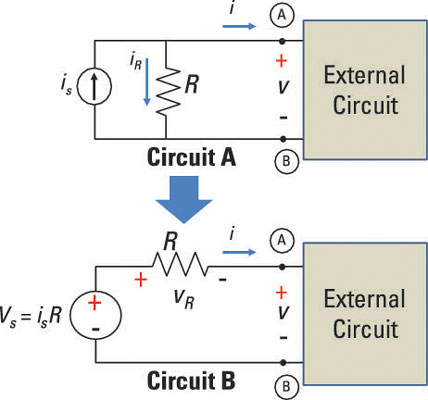 i
A
iR
is
R
+
v
-
External
Circuit
Circuit A
B
R
i
A
+
-
vR
Vs = isR
+
-
+
v
-
External
Circuit
Circuit B
B